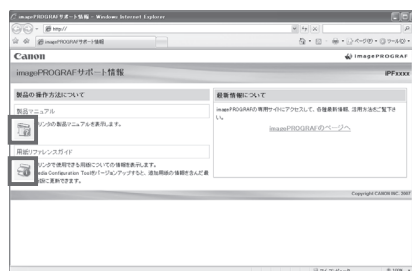 imagePROGRAFサポート情報 - Windows Internet Explorer
http://
imagePROGRAFサポート情報
ページ(P)
ツール(O)
Canon
imagePROGRAF
imagePROGRAFサポート情報
iPFxxxx
製品の操作方法について
製品マニュアル
リンタの製品マニュアルを表示します。
用紙リファレンスガイド
リンタで使用できる用紙についての情報を表示します。
edia Configuration Toolをバージョンアップすると、追加用紙の情報を含んだ最
に更新できます。
最新情報について
imagePROGRAFの専用サイトにアクセスして、各種最新情報、活用方法がご覧下さ
い。
imagePROGRAFのページへ
Copyright CANON INC. 2007